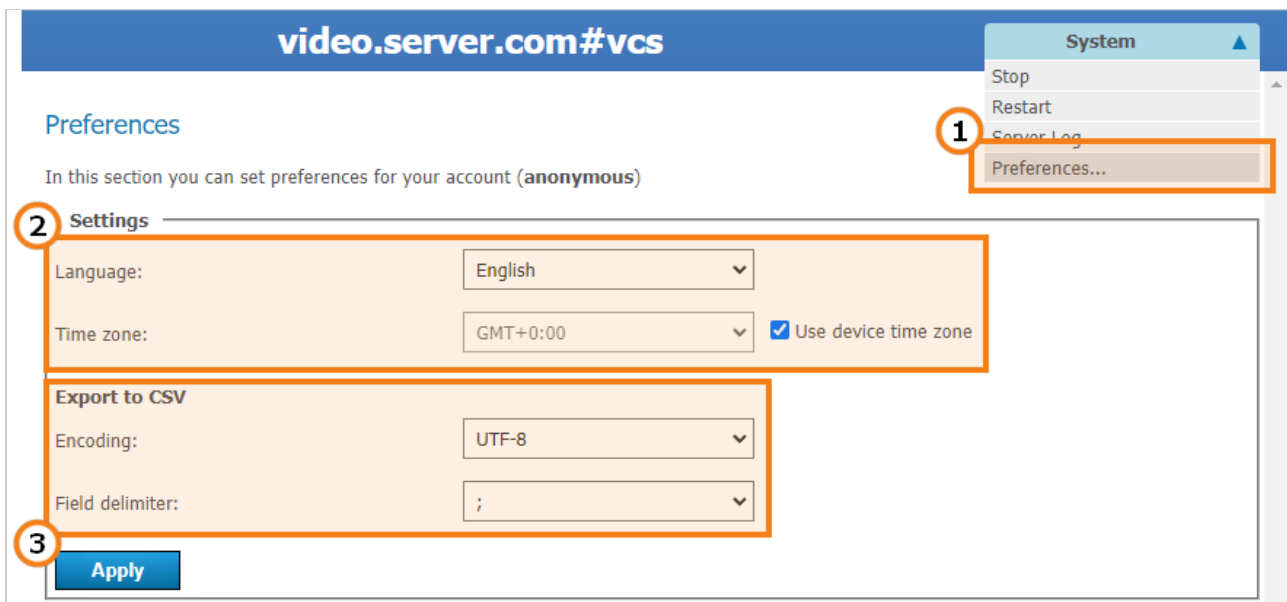 video.server.com#vcs
System ▲
Stop
Restart
1
Server Log
Preferences...
Preferences
In this section you can set preferences for your account (anonymous)
2
Settings
Language: English
Time zone: GMT+0:00 Use device time zone
Export to CSV
Encoding: UTF-8
Field delimiter: ;
3
Apply